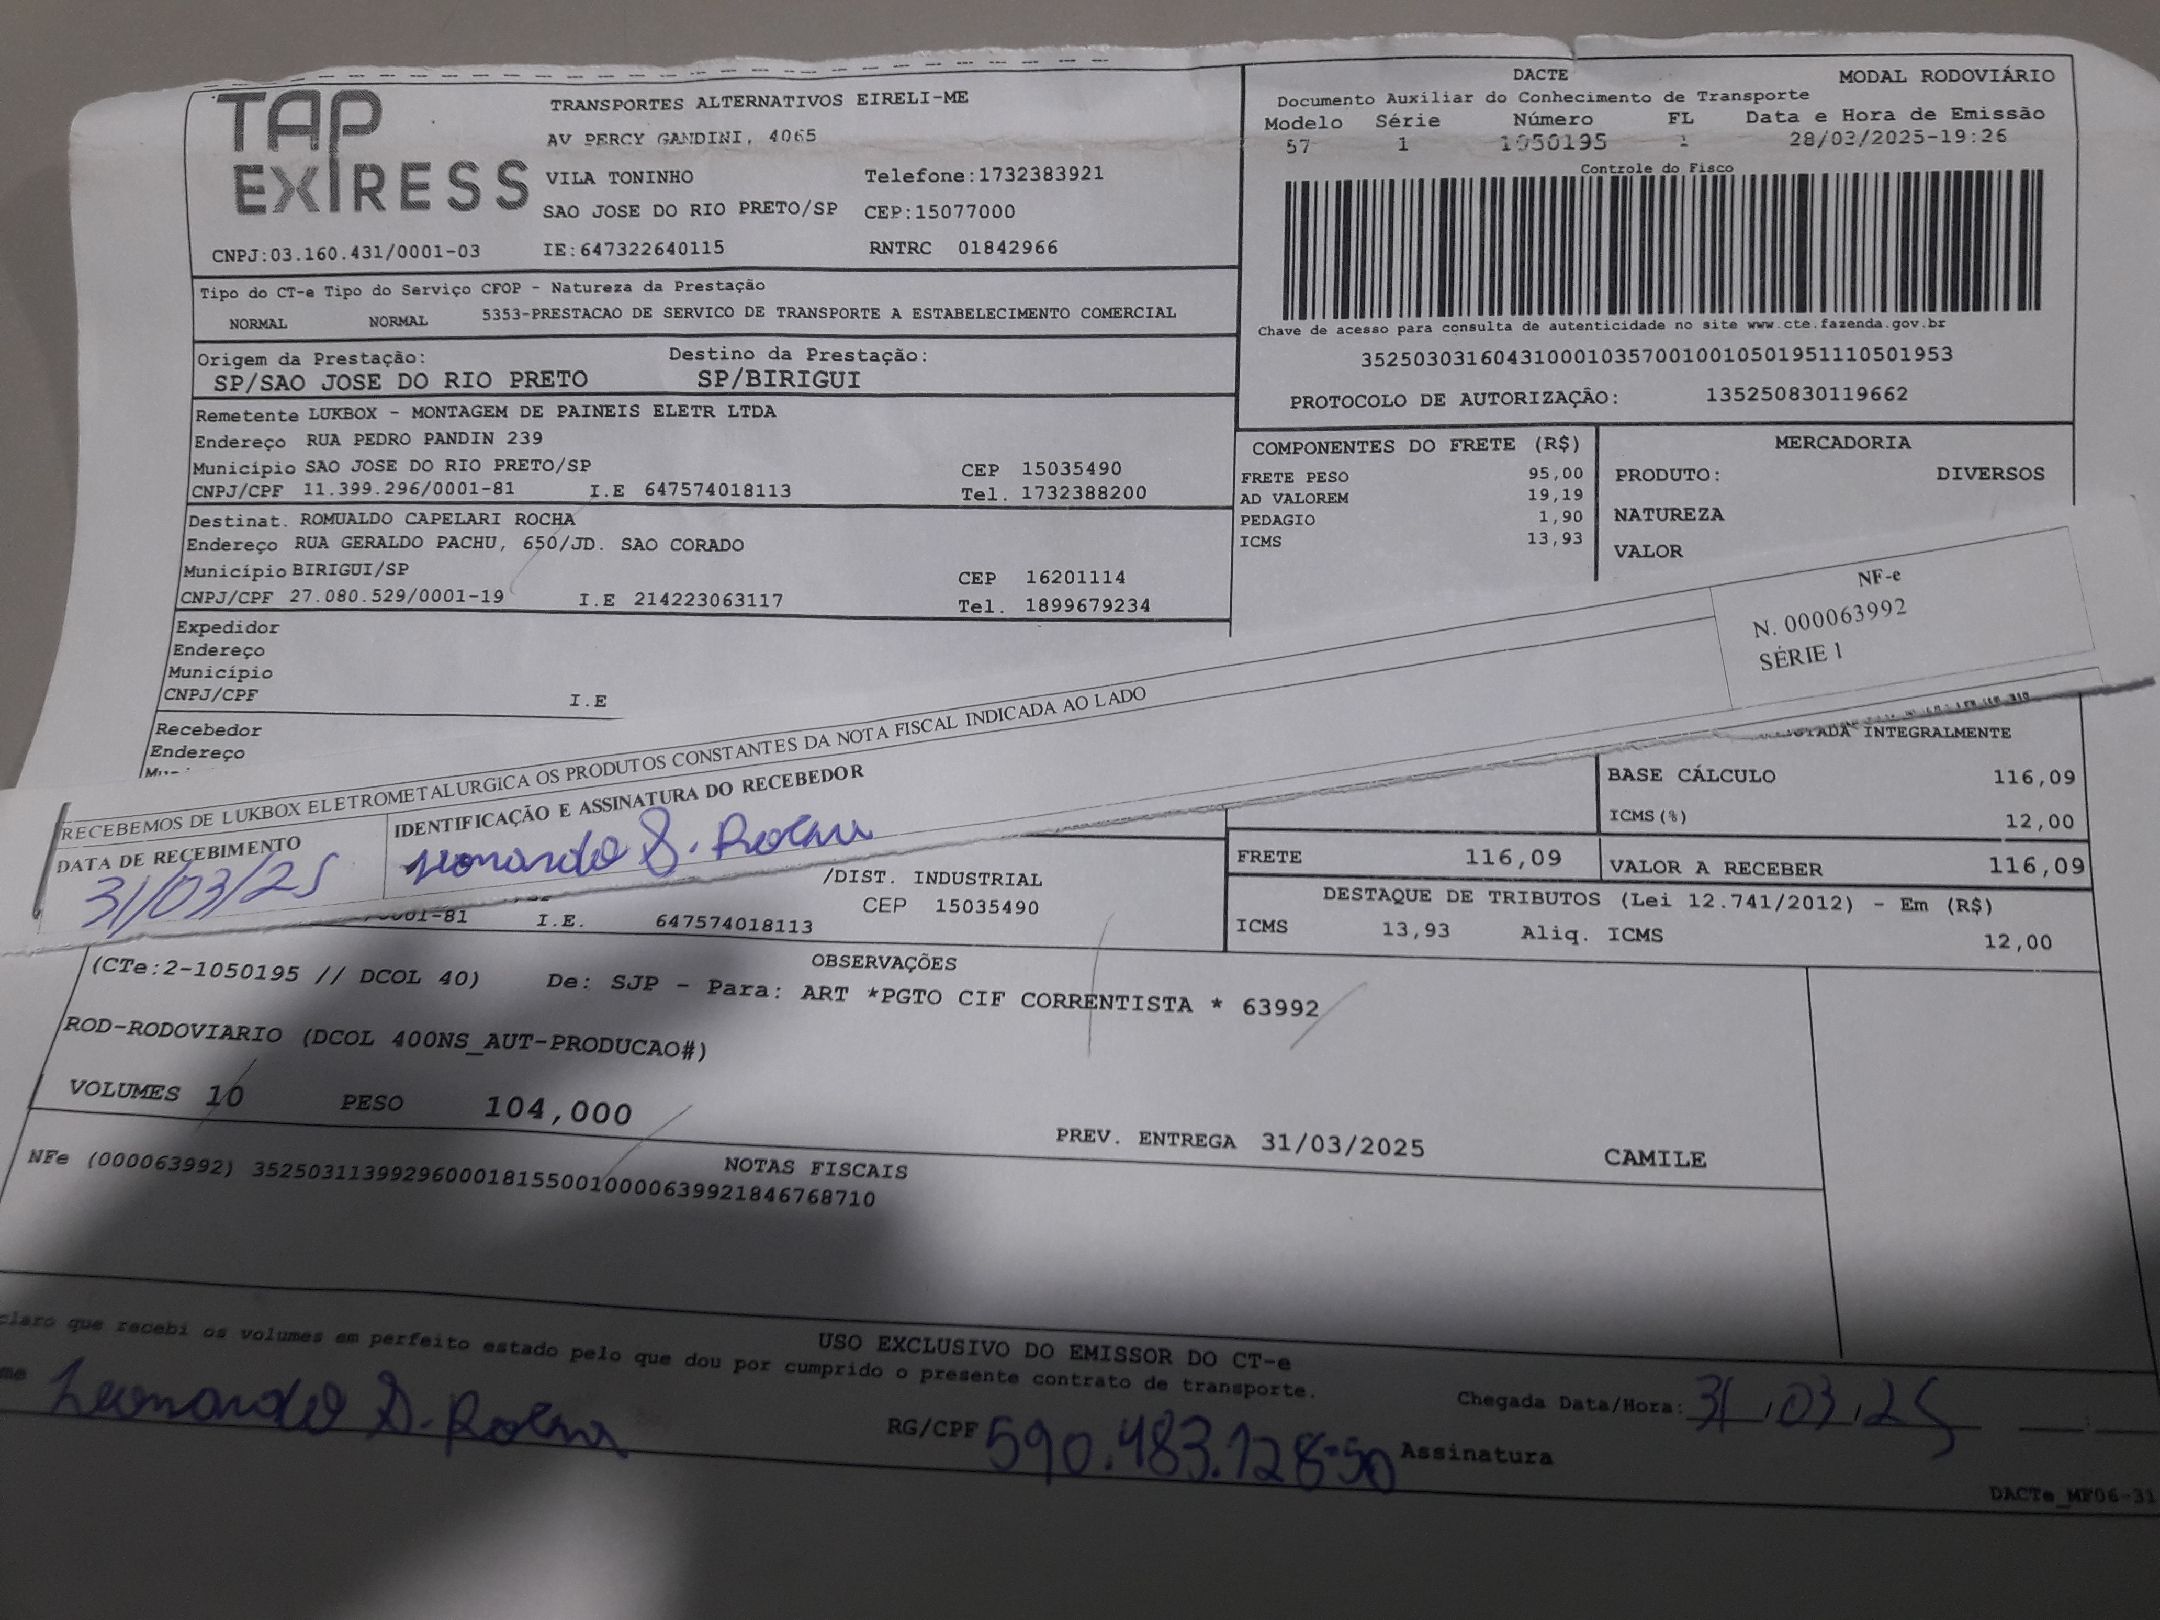 TAP
EXPRESS
TRANSPORTES ALTERNATIVOS EIRELI-ME
AV PERCY GANDINI, 4065
VILA TONINHO Telefone:1732383921
SAO JOSE DO RIO PRETO/SP CEP:15077000
CNPJ:03.160.431/0001-03 IE:647322640115 RNTRC 01842966
DACTE MODAL RODOVIÁRIO
Documento Auxiliar do Conhecimento de Transporte
Modelo Série Número FL Data e Hora de Emissão
57 1 1050195 1 28/03/2025-19:26
Controle do Fisco
Chave de acesso para consulta de autenticidade no site www.cte.fazenda.gov.br
35250303160431000103570010010501951110501953
PROTOCOLO DE AUTORIZAÇÃO: 135250830119662
Tipo do CT-e Tipo do Serviço CFOP - Natureza da Prestação
NORMAL NORMAL 5353-PRESTACAO DE SERVICO DE TRANSPORTE A ESTABELECIMENTO COMERCIAL
Origem da Prestação: Destino da Prestação:
SP/SAO JOSE DO RIO PRETO SP/BIRIGUI
Remetente LUKBOX - MONTAGEM DE PAINEIS ELETR LTDA
Endereço RUA PEDRO PANDIN 239
Município SAO JOSE DO RIO PRETO/SP CEP 15035490
CNPJ/CPF 11.399.296/0001-81 I.E 647574018113 Tel. 1732388200
Destinat. ROMUALDO CAPELARI ROCHA
Endereço RUA GERALDO PACHU, 650/JD. SAO CORADO
Município BIRIGUI/SP CEP 16201114
CNPJ/CPF 27.080.529/0001-19 I.E 214223063117 Tel. 1899679234
Expedidor
Endereço
Município
CNPJ/CPF I.E
Recebedor
Endereço
COMPONENTES DO FRETE (R$)
FRETE PESO 95,00
AD VALOREM 19,19
PEDAGIO 1,90
ICMS 13,93
MERCADORIA
PRODUTO: DIVERSOS
NATUREZA
VALOR
NF-e
N. 000063992
SÉRIE 1
RECEBEMOS DE LUKBOX ELETROMETALURGICA OS PRODUTOS CONSTANTES DA NOTA FISCAL INDICADA AO LADO
DATA DE RECEBIMENTO IDENTIFICAÇÃO E ASSINATURA DO RECEBEDOR
31/03/25 Leonardo S. Rocha
INTEGRALMENTE
BASE CÁLCULO 116,09
ICMS(%) 12,00
FRETE 116,09 VALOR A RECEBER 116,09
DESTAQUE DE TRIBUTOS (Lei 12.741/2012) - Em (R$)
ICMS 13,93 Aliq. ICMS 12,00
/DIST. INDUSTRIAL
CEP 15035490
0001-81 I.E. 647574018113
OBSERVAÇÕES
(CTe:2-1050195 // DCOL 40) De: SJP - Para: ART *PGTO CIF CORRENTISTA * 63992
ROD-RODOVIARIO (DCOL 400NS_AUT-PRODUCAO#)
VOLUMES 10 PESO 104,000
PREV. ENTREGA 31/03/2025 CAMILE
NOTAS FISCAIS
NFe (000063992) 35250311399296000181550010000639921846768710
USO EXCLUSIVO DO EMISSOR DO CT-e
claro que recebi os volumes em perfeito estado pelo que dou por cumprido o presente contrato de transporte.
me Leonardo S. Rocha RG/CPF 590.483.128-50 Assinatura
Chegada Data/Hora: 31/03/25 __:__
DACTe_MF06-31